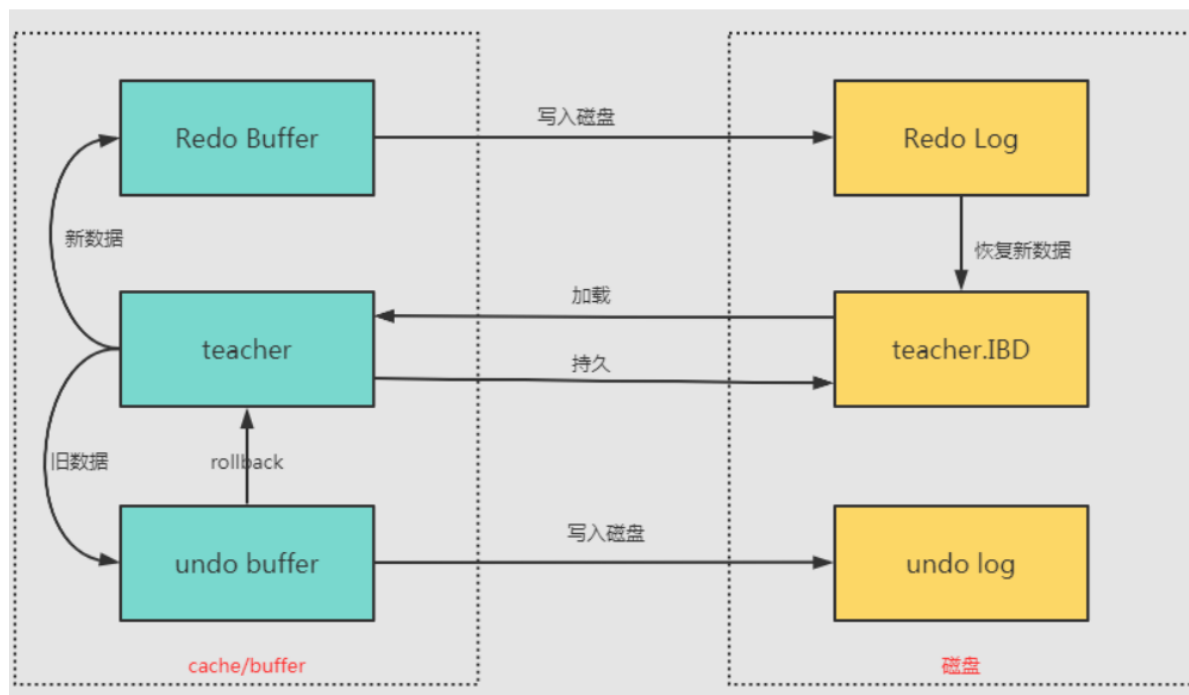 Redo Buffer
写入磁盘
Redo Log
新数据
恢复新数据
加载
teacher
持久
teacher.IBD
旧数据
rollback
undo buffer
写入磁盘
undo log
cache/buffer
磁盘